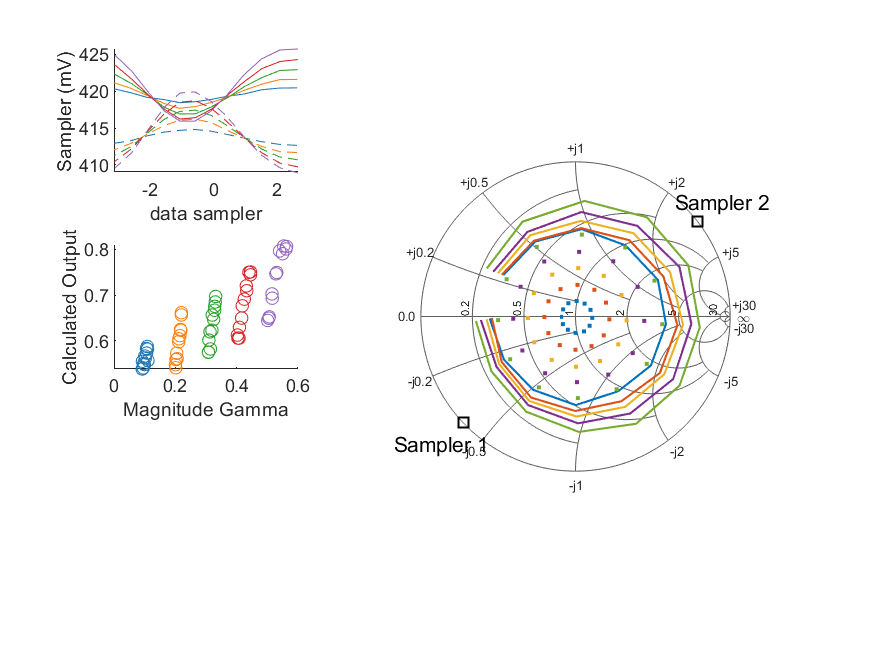 Sampler (mV)
425
420
415
410
-2
0
2
data sampler
Calculated Output
0.8
0.7
0.6
0
0.2
0.4
0.6
Magnitude Gamma
+j1
+j0.5
+j2
Sampler 2
+j0.2
+j5
0.0
0.2
0.5
1
2
5
30
+j30
∞
-j30
-j0.2
-j5
Sampler 1
-j0.5
-j2
-j1